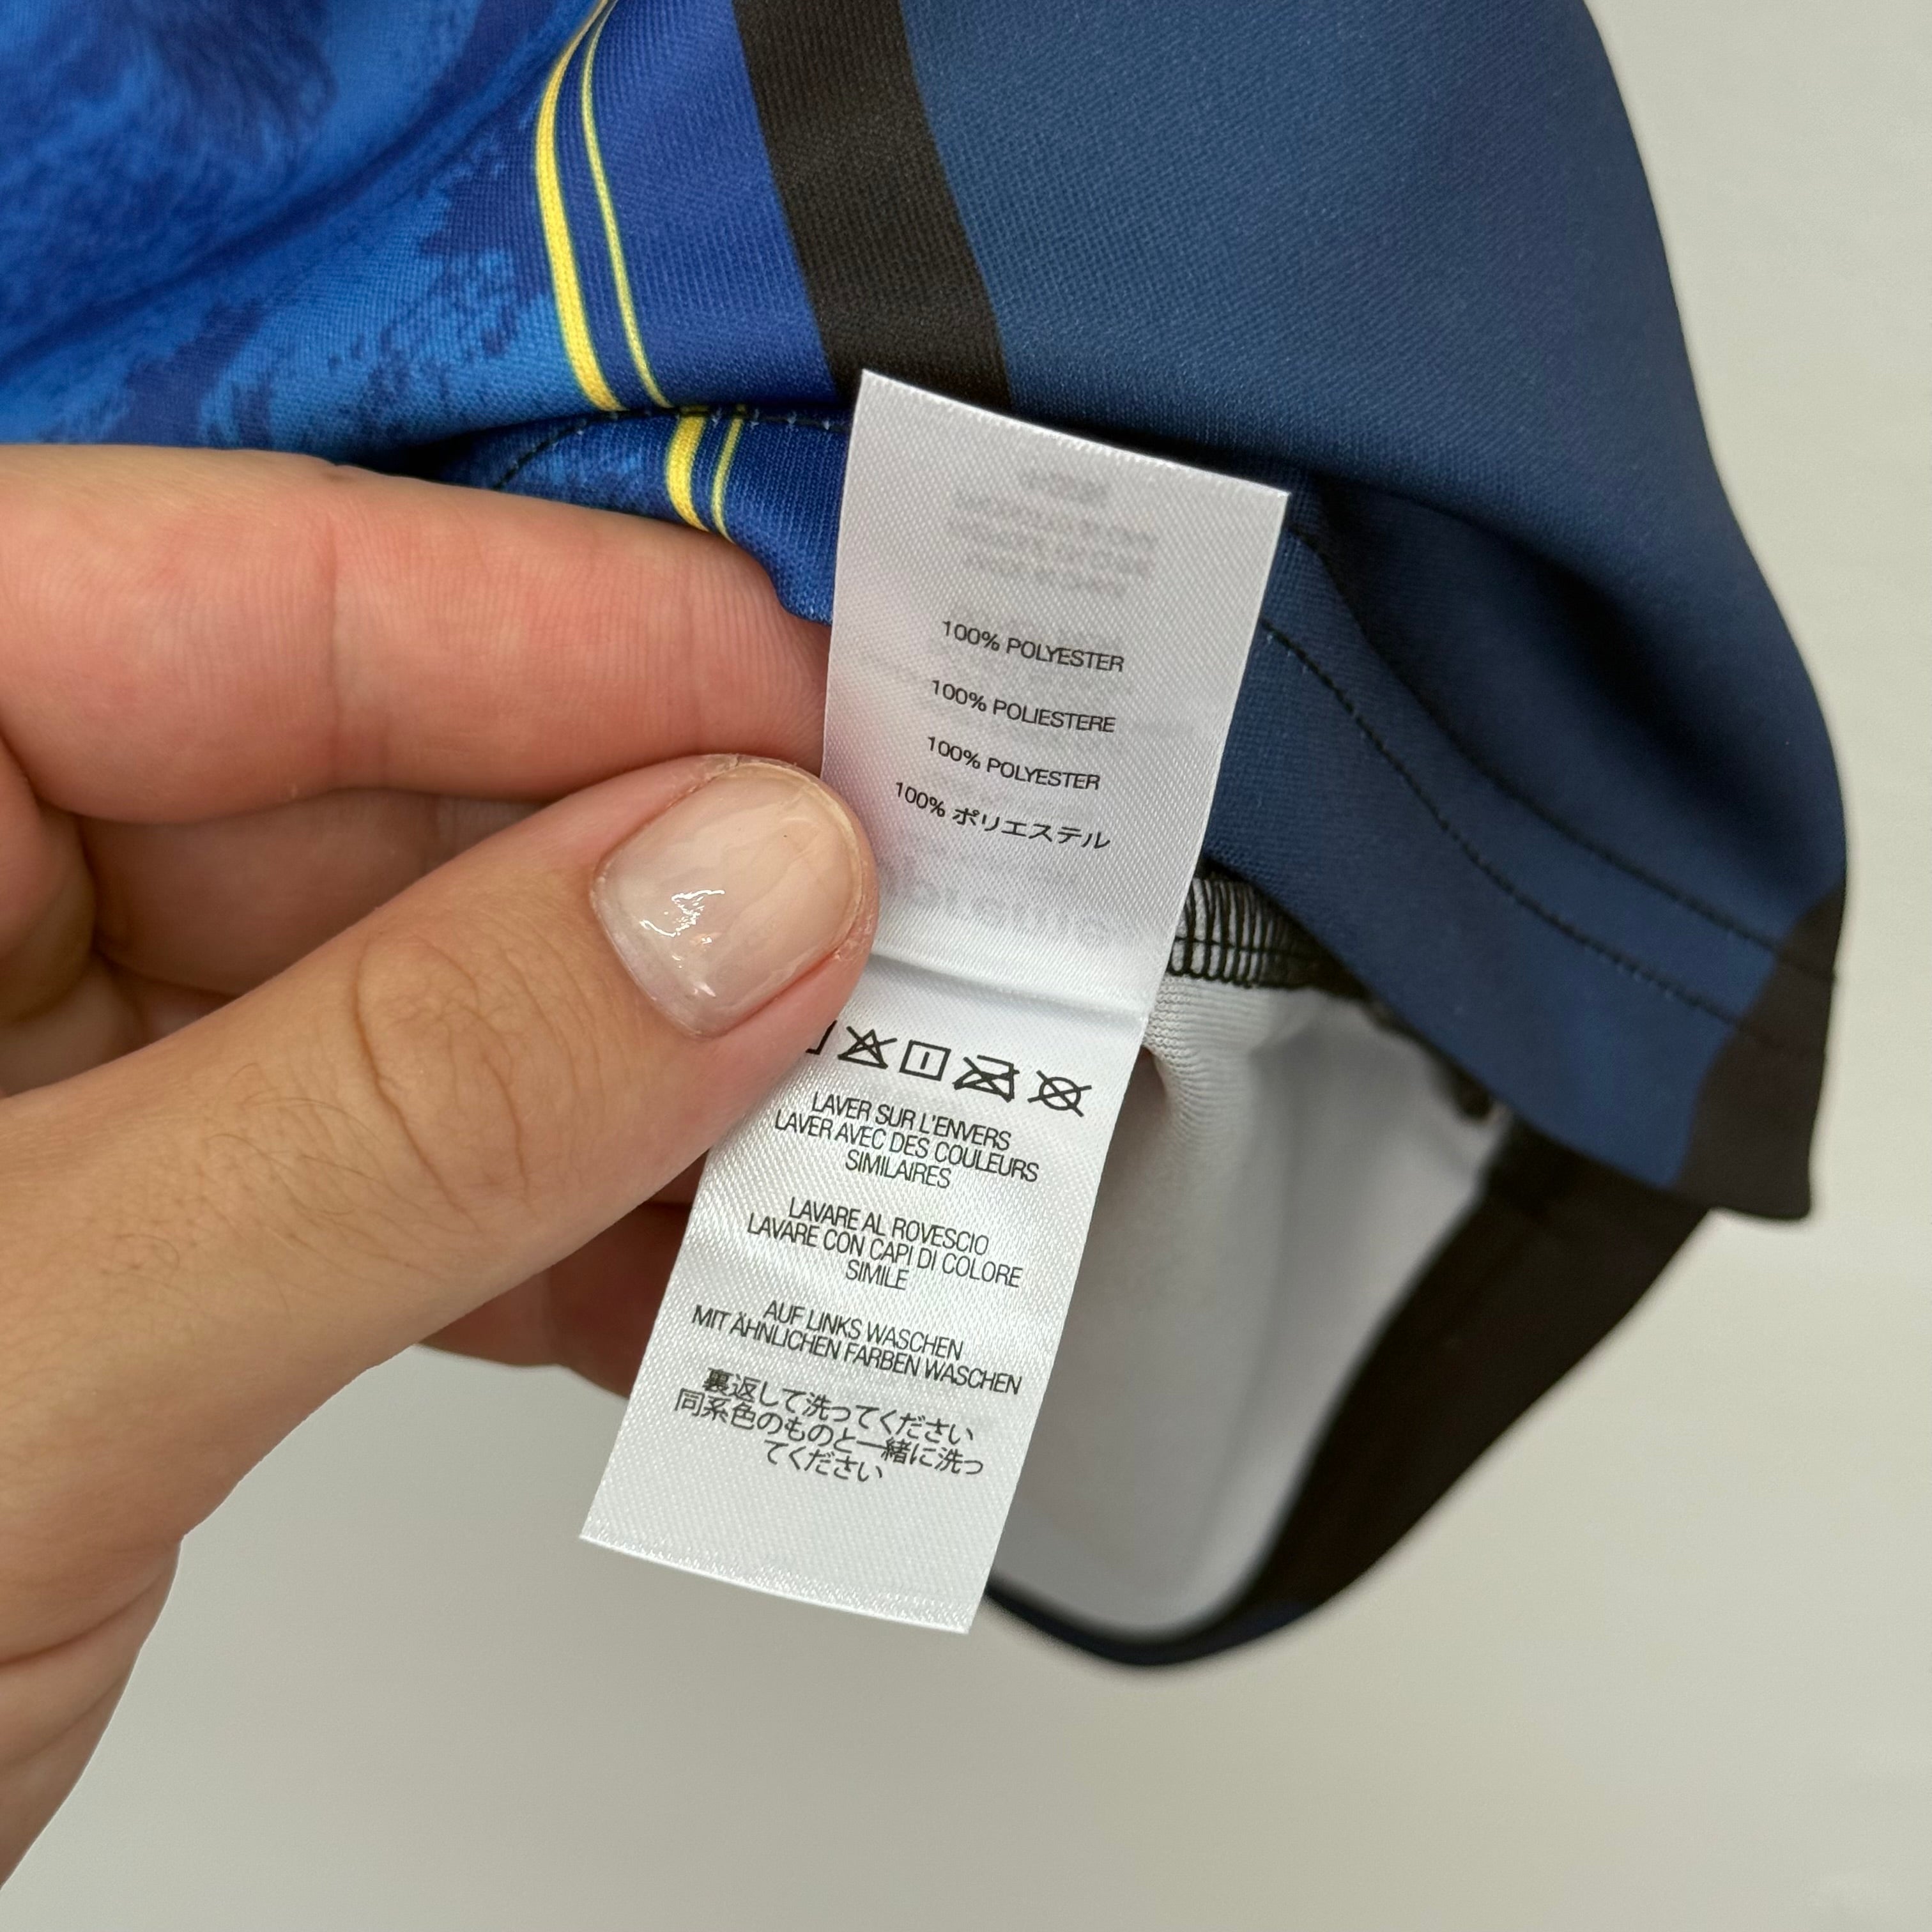 100% POLYESTER
100% POLIESTERE
100% POLYESTER
100% ポリエステル
LAVER SUR L'ENVERS
LAVER AVEC DES COULEURS
SIMILAIRES
LAVARE AL ROVESCIO
LAVARE CON CAPI DI COLORE
SIMILE
AUF LINKS WASCHEN
MIT ÄHNLICHEN FARBEN WASCHEN
裏返して洗ってください
同系色のものと一緒に洗っ
てください